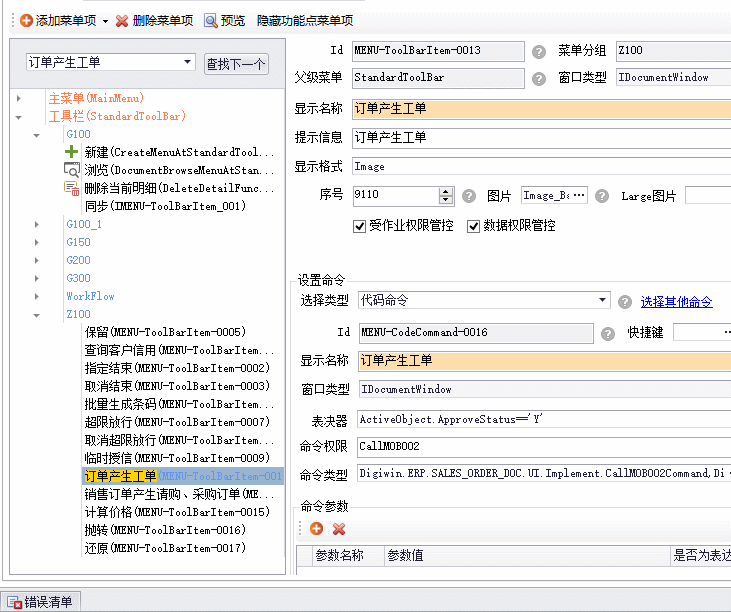 添加菜单项 删除菜单项 预览 隐藏功能点菜单项
订单产生工单 查找下一个
主菜单(MainMenu)
工具栏(StandardToolBar)
G100
新建(CreateMenuAtStandardTool...
浏览(DocumentBrowseMenuAtStan...
删除当前明细(DeleteDetailFunc...
同步(IMENU-ToolBarItem_001)
G100_1
G150
G200
G300
WorkFlow
Z100
保留(MENU-ToolBarItem-0005)
查询客户信用(MENU-ToolBarItem...
指定结束(MENU-ToolBarItem-0002)
取消结束(MENU-ToolBarItem-0003)
批量生成条码(MENU-ToolBarItem...
超限放行(MENU-ToolBarItem-0007)
取消超限放行(MENU-ToolBarItem...
临时授信(MENU-ToolBarItem-0009)
订单产生工单(MENU-ToolBarItem-001
销售订单产生请购、采购订单(ME...
计算价格(MENU-ToolBarItem-0015)
抛转(MENU-ToolBarItem-0016)
还原(MENU-ToolBarItem-0017)
Id MENU-ToolBarItem-0013 菜单分组 Z100
父级菜单 StandardToolBar 窗口类型 IDocumentWindow
显示名称 订单产生工单
提示信息 订单产生工单
显示格式 Image
序号 9110 图片 Image_Ba ... Large图片
受作业权限管控 数据权限管控
设置命令
选择类型 代码命令 选择其他命令
Id MENU-CodeCommand-0016 快捷键 ...
显示名称 订单产生工单
窗口类型 IDocumentWindow
表决器 ActiveObject.ApproveStatus=='Y'
命令权限 CallMOBO02
命令类型 Digiwin.ERP.SALES_ORDER_DOC.UI.Implement.CallMOBO02Command,Di
命令参数
参数名称 参数值 是否为表达
错误清单